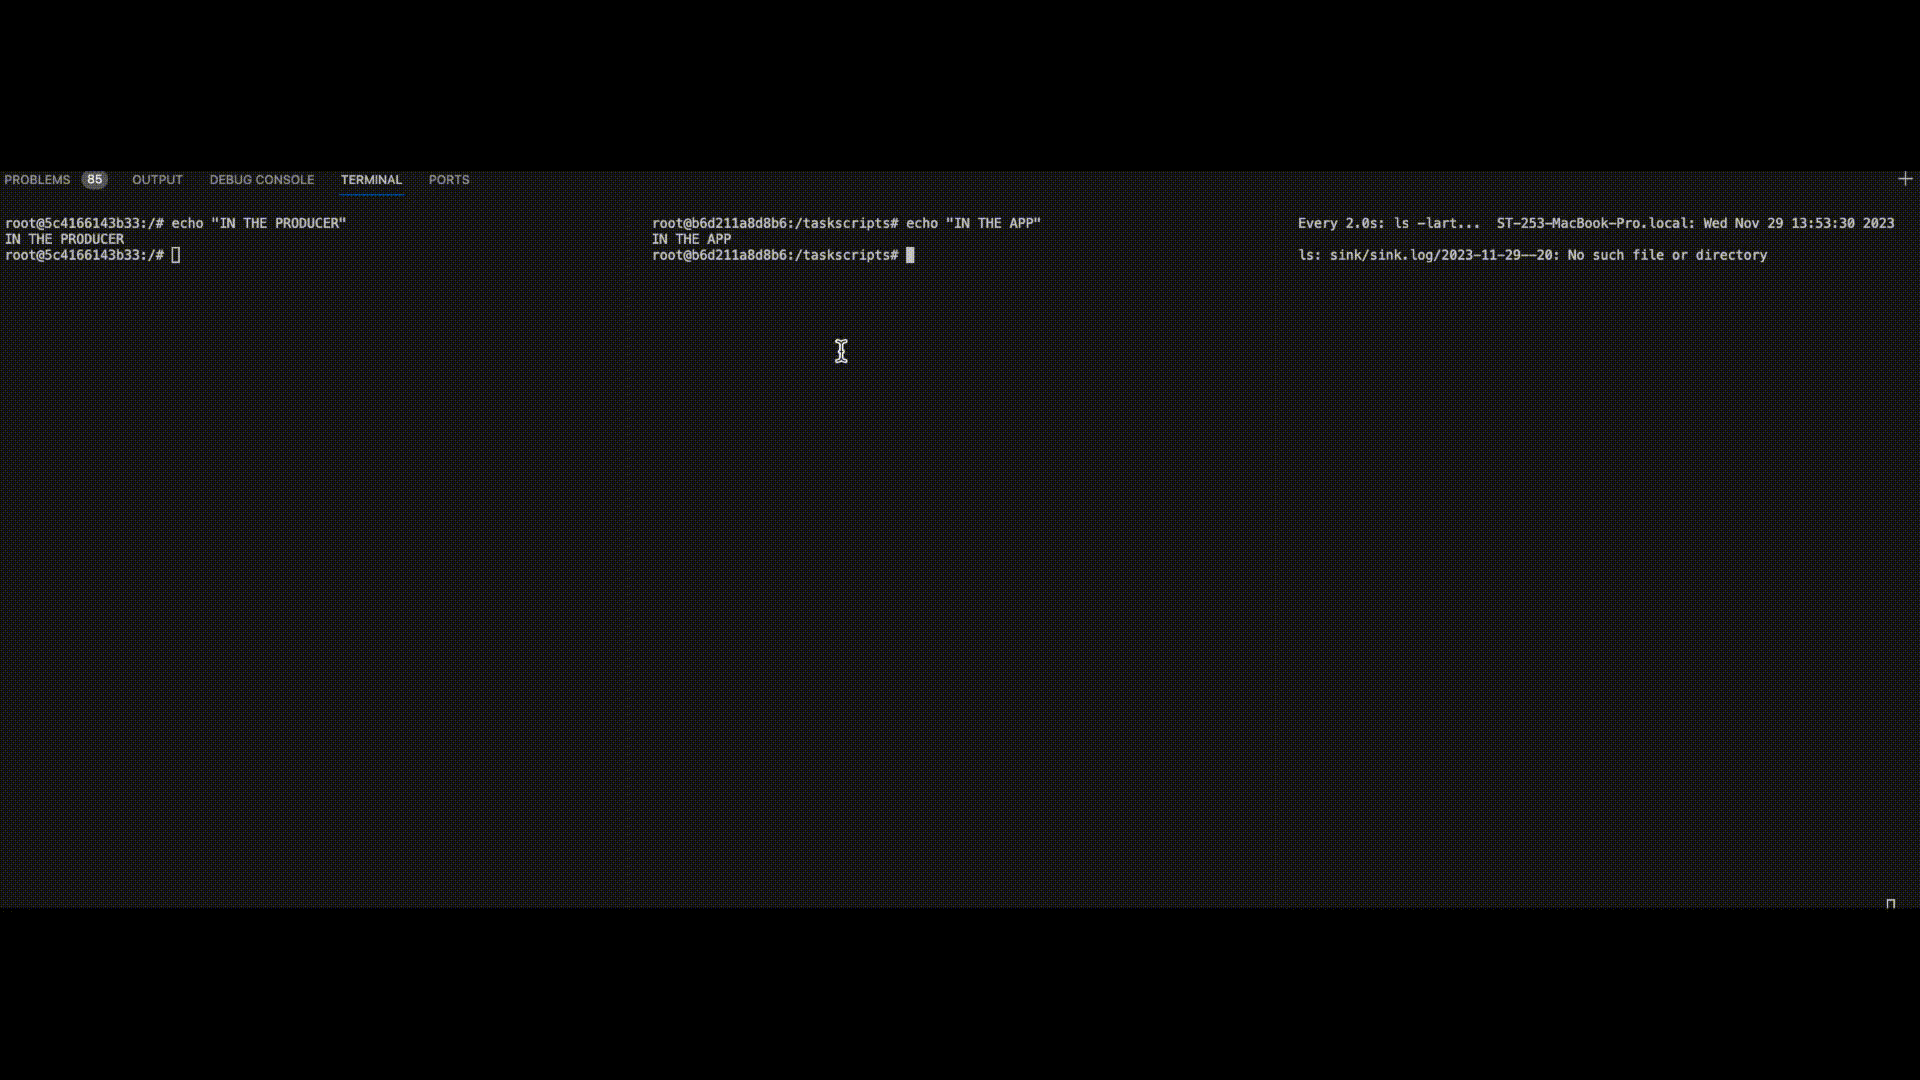 PROBLEMS 85 OUTPUT DEBUG CONSOLE TERMINAL PORTS
root@5c4166143b33:/# echo "IN THE PRODUCER"
IN THE PRODUCER
root@5c4166143b33:/#
root@b6d211a8d8b6:/taskscripts# echo "IN THE APP"
IN THE APP
root@b6d211a8d8b6:/taskscripts#
Every 2.0s: ls -lart... ST-253-MacBook-Pro.local: Wed Nov 29 13:53:30 2023
ls: sink/sink.log/2023-11-29--20: No such file or directory